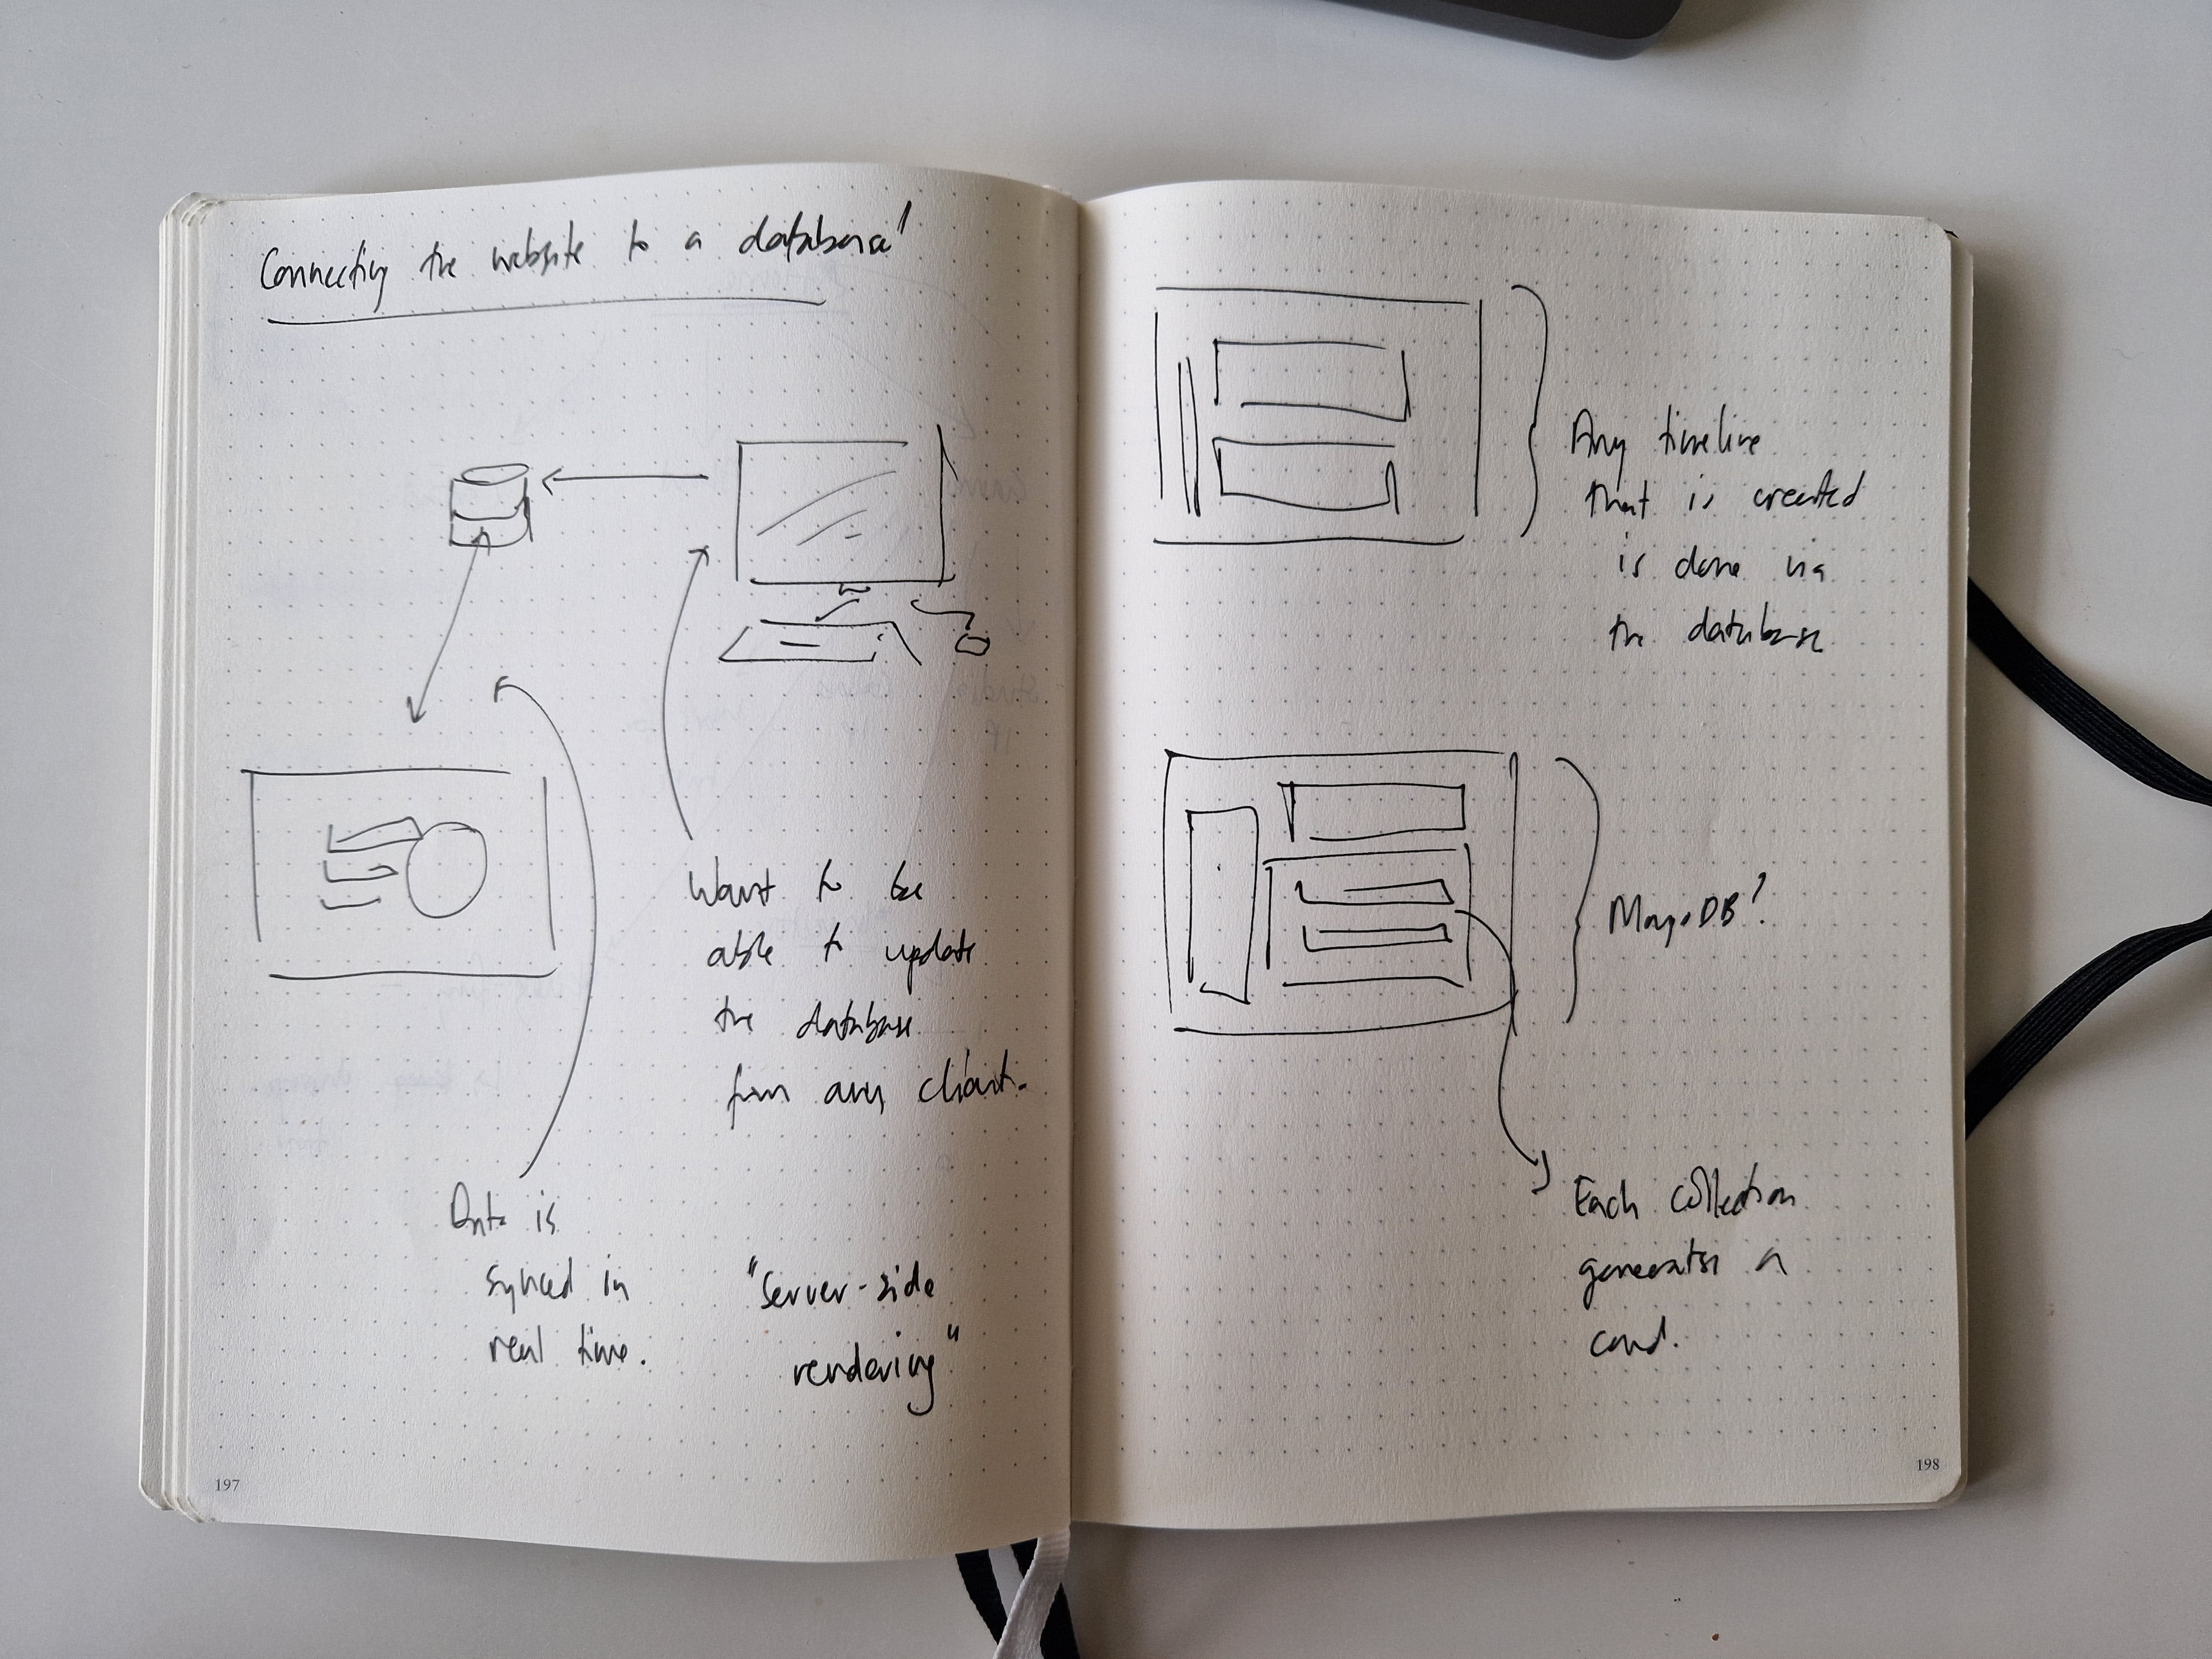 Connecting the website to a database!
Want to be
able to update
the database
from any client.
Data is
synced in
real time.
"Server-side
rendering"
197
Any timeline
that is created
is done via
the database
MongoDB?
Each collection
generates a
card.
198